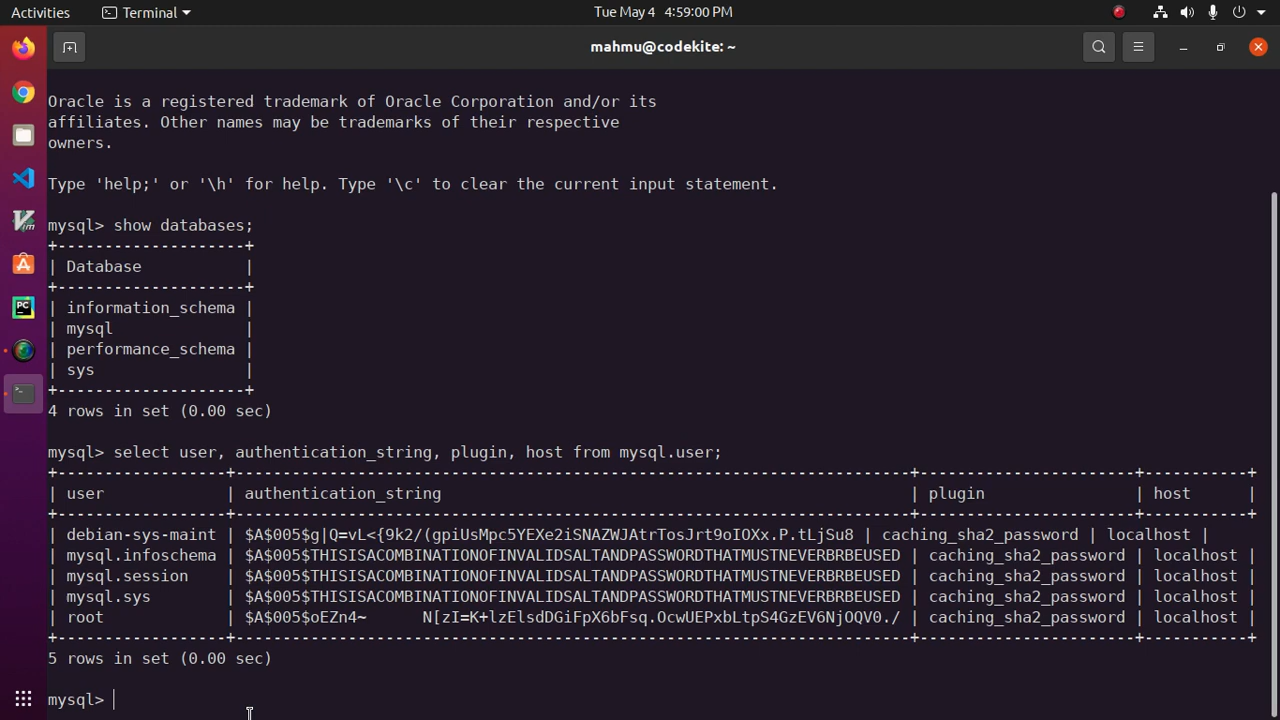 Activities Terminal Tue May 4 4:59:00 PM
mahmu@codekite: ~
Oracle is a registered trademark of Oracle Corporation and/or its
affiliates. Other names may be trademarks of their respective
owners.
Type 'help;' or '\h' for help. Type '\c' to clear the current input statement.
mysql> show databases;
+--------------------+
| Database           |
+--------------------+
| information_schema |
| mysql              |
| performance_schema |
| sys                |
+--------------------+
4 rows in set (0.00 sec)
mysql> select user, authentication_string, plugin, host from mysql.user;
+------------------+------------------------------------------------------------------------+-----------------------+-----------+
| user             | authentication_string                                                  | plugin                | host      |
+------------------+------------------------------------------------------------------------+-----------------------+-----------+
| debian-sys-maint | $A$005$g|Q=vL<{9k2/(gpiUsMpc5YEXe2iSNAZWJAtrTosJrt9oIOXx.P.tLjSu8 | caching_sha2_password | localhost |
| mysql.infoschema | $A$005$THISISACOMBINATIONOFINVALIDSALTANDPASSWORDTHATMUSTNEVERBRBEUSED | caching_sha2_password | localhost |
| mysql.session    | $A$005$THISISACOMBINATIONOFINVALIDSALTANDPASSWORDTHATMUSTNEVERBRBEUSED | caching_sha2_password | localhost |
| mysql.sys        | $A$005$THISISACOMBINATIONOFINVALIDSALTANDPASSWORDTHATMUSTNEVERBRBEUSED | caching_sha2_password | localhost |
| root             | $A$005$oEZn4~      N[zI=K+lzElsdDGiFpX6bFsq.OcwUEPxbLtpS4GzEV6NjOQV0./ | caching_sha2_password | localhost |
+------------------+------------------------------------------------------------------------+-----------------------+-----------+
5 rows in set (0.00 sec)
mysql>